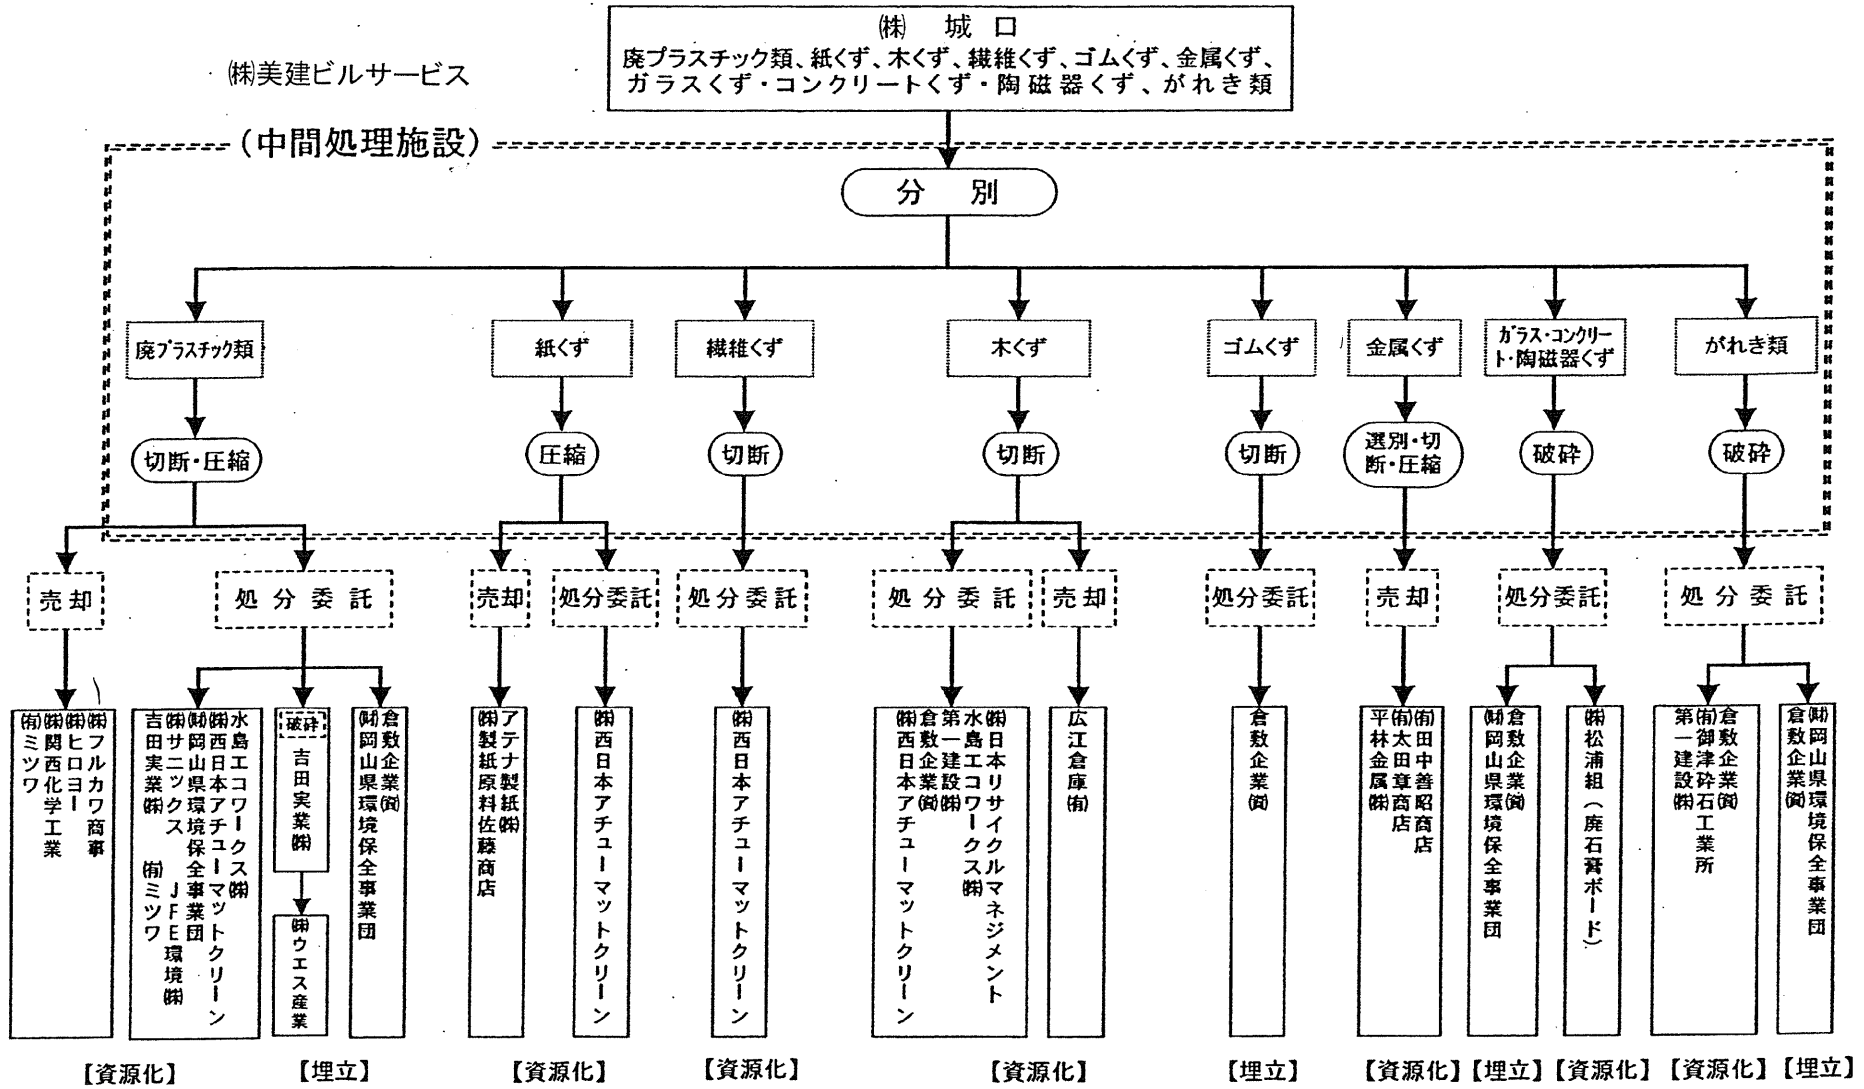 ㈱ 城 口
廃プラスチック類、紙くず、木くず、繊維くず、ゴムくず、金属くず、
ガラスくず・コンクリートくず・陶磁器くず、がれき類
㈱美建ビルサービス
(中間処理施設)
分 別
廃プラスチック類
紙くず
繊維くず
木くず
ゴムくず
金属くず
ガラス・コンクリー
ト・陶磁器くず
がれき類
切断・圧縮
圧縮
切断
切断
切断
選別・切
断・圧縮
破砕
破砕
売却
処分委託
売却
処分委託
処分委託
処分委託
売却
処分委託
売却
処分委託
処分委託
㈱フルカワ商事
㈱ヒロヨー
㈱関西化学工業
㈲ミツワ
水島エコワークス㈱
㈱西日本アチューマットクリーン
㈶岡山県環境保全事業団
㈱サニックス JFE環境㈱
吉田実業㈱ ㈲ミツワ
破砕
吉田実業㈱
㈱ウエス産業
倉敷企業㈾
㈶岡山県環境保全事業団
アテナ製紙㈱
㈱製紙原料佐藤商店
㈱西日本アチューマットクリーン
㈱西日本アチューマットクリーン
㈱日本リサイクルマネジメント
水島エコワークス㈱
第一建設㈱
倉敷企業㈾
㈱西日本アチューマットクリーン
広江倉庫㈲
倉敷企業㈾
㈲田中善昭商店
㈲太田章商店
平林金属㈱
倉敷企業㈾
㈶岡山県環境保全事業団
㈱松浦組(廃石膏ボード)
倉敷企業㈾
㈲御津砕石工業所
第一建設㈱
㈶岡山県環境保全事業団
倉敷企業㈾
【資源化】
【埋立】
【資源化】
【資源化】
【資源化】
【埋立】
【資源化】
【埋立】
【資源化】
【資源化】
【埋立】